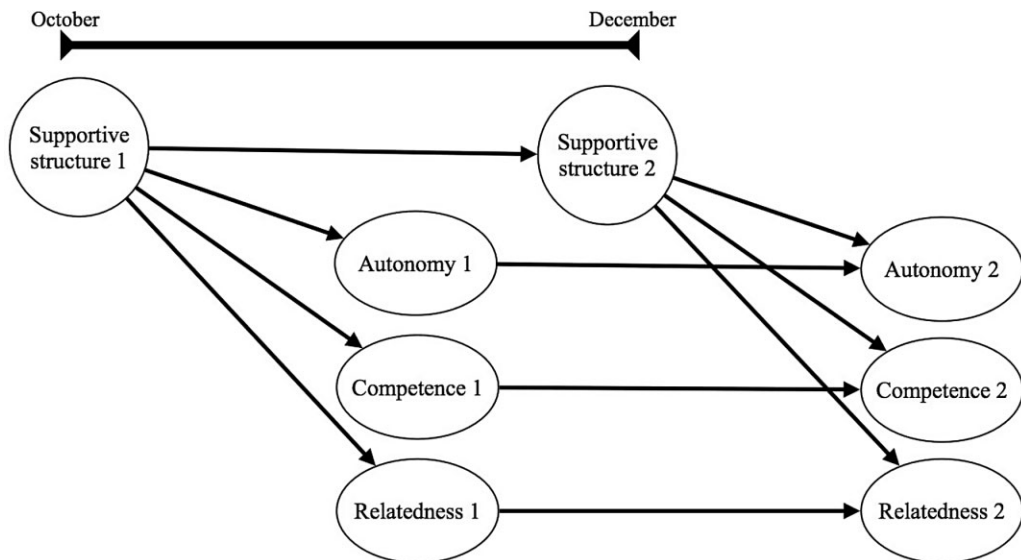 October
December
Supportive
structure 1
Supportive
structure 2
Autonomy 1
Autonomy 2
Competence 1
Competence 2
Relatedness 1
Relatedness 2